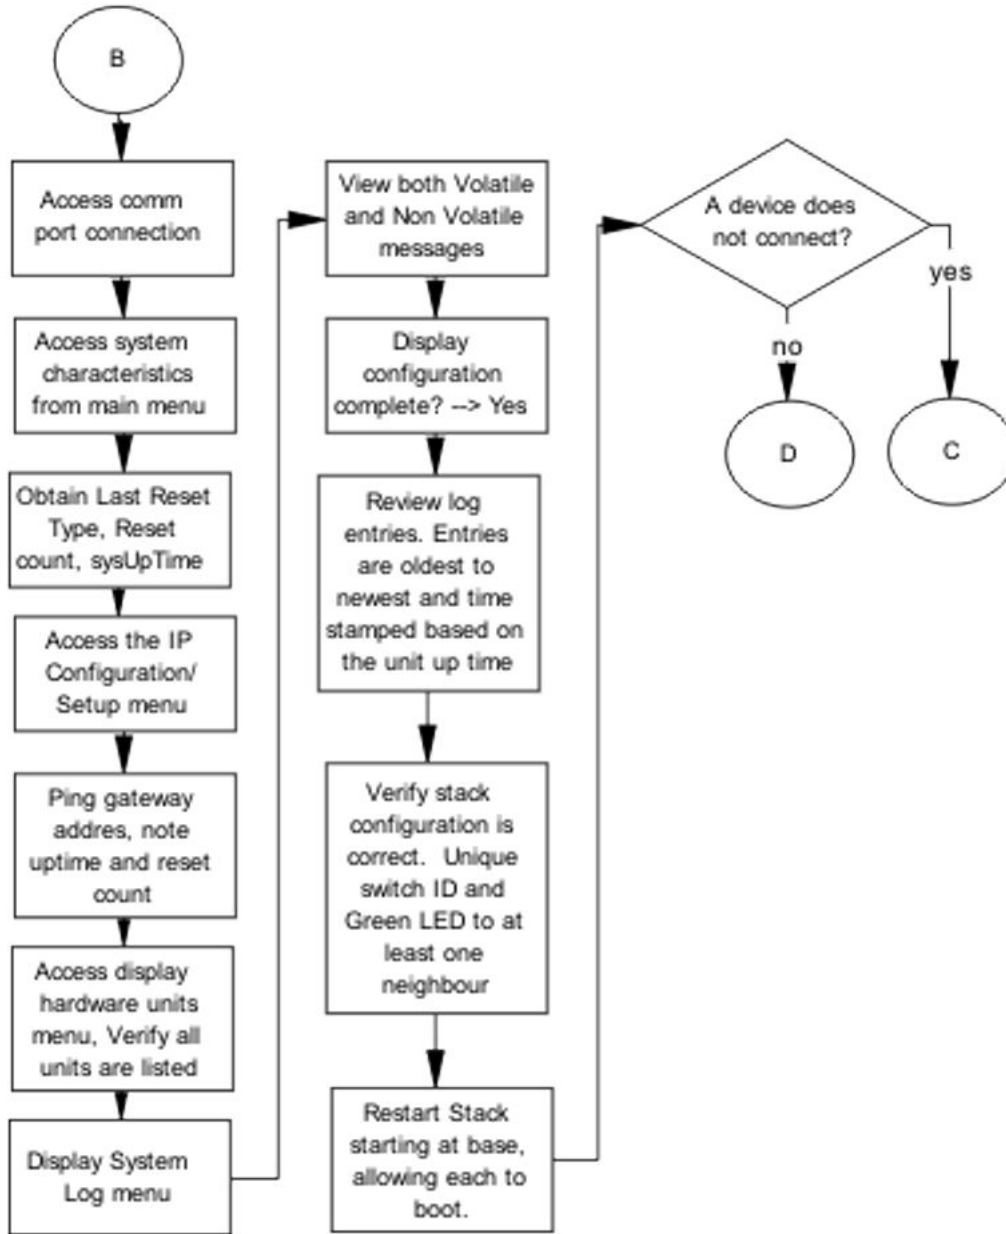 B
Access comm
port connection
Access system
characteristics
from main menu
Obtain Last Reset
Type, Reset
count, sysUpTime
Access the IP
Configuration/
Setup menu
Ping gateway
addres, note
uptime and reset
count
Access display
hardware units
menu, Verify all
units are listed
Display System
Log menu
View both Volatile
and Non Volatile
messages
Display
configuration
complete? --> Yes
Review log
entries. Entries
are oldest to
newest and time
stamped based on
the unit up time
Verify stack
configuration is
correct. Unique
switch ID and
Green LED to at
least one
neighbour
Restart Stack
starting at base,
allowing each to
boot.
A device does
not connect?
yes
no
D
C